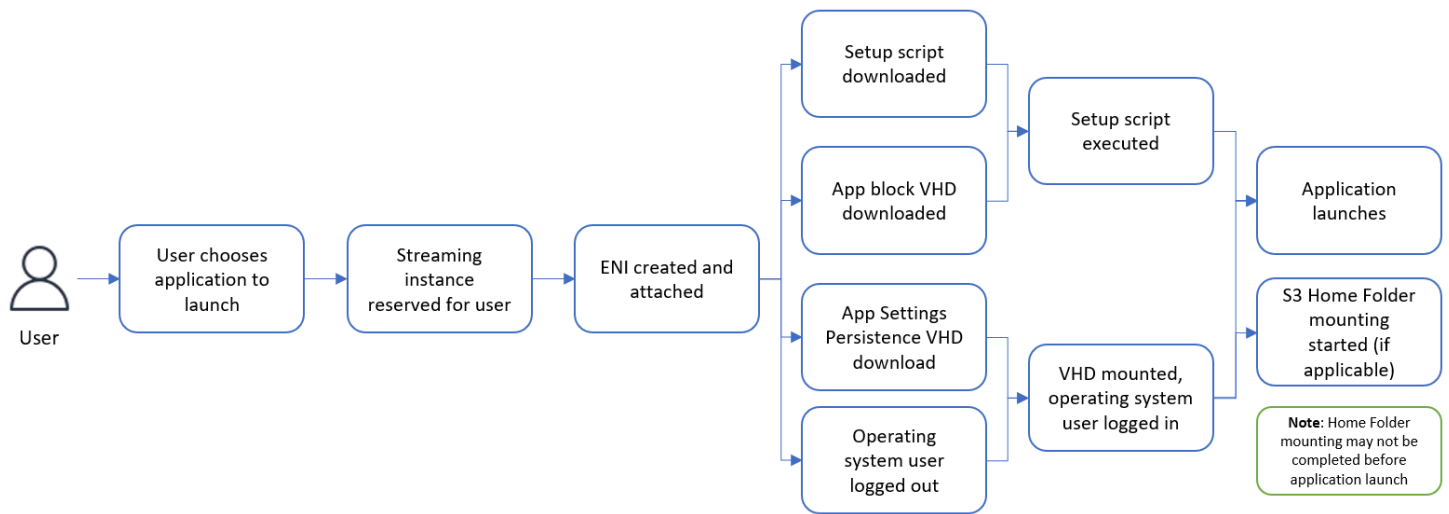 User
User chooses
application to
launch
Streaming
instance
reserved for user
ENI created and
attached
Setup script
downloaded
App block VHD
downloaded
App Settings
Persistence VHD
download
Operating
system user
logged out
Setup script
executed
VHD mounted,
operating system
user logged in
Application
launches
S3 Home Folder
mounting
started (if
applicable)
Note: Home Folder
mounting may not be
completed before
application launch